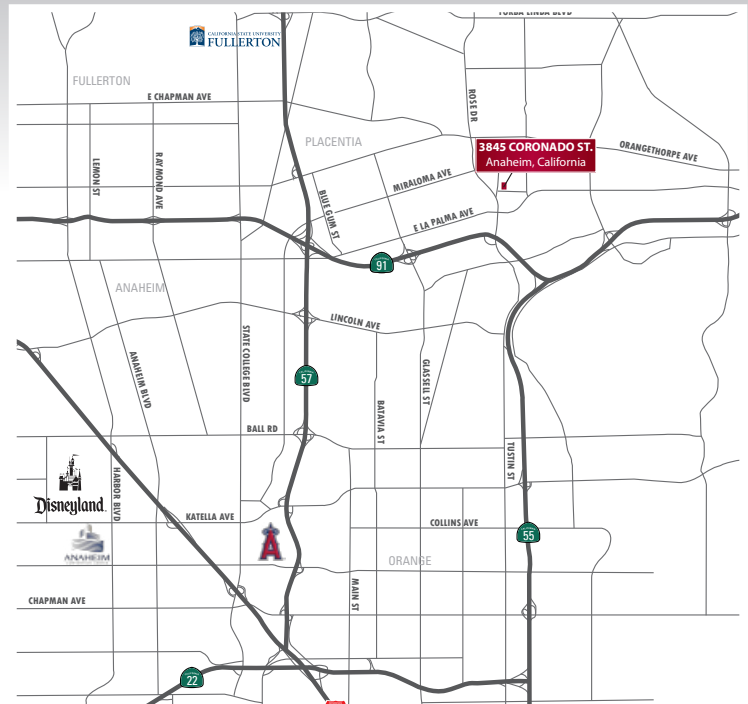 YORBA LINDA BLVD
CALIFORNIA STATE UNIVERSITY
FULLERTON
FULLERTON
E CHAPMAN AVE
ROSE DR
PLACENTIA
3845 CORONADO ST.
Anaheim, California
ORANGETHORPE AVE
LEMON ST
RAYMOND AVE
MIRALOMA AVE
BLUE GUM ST
E LA PALMA AVE
91
ANAHEIM
LINCOLN AVE
STATE COLLEGE BLVD
ANAHEIM BLVD
57
GLASSELL ST
BATAVIA ST
BALL RD
TUSTIN ST
HARBOR BLVD
Disneyland
KATELLA AVE
COLLINS AVE
A
55
ANAHEIM
ORANGE
MAIN ST
CHAPMAN AVE
22